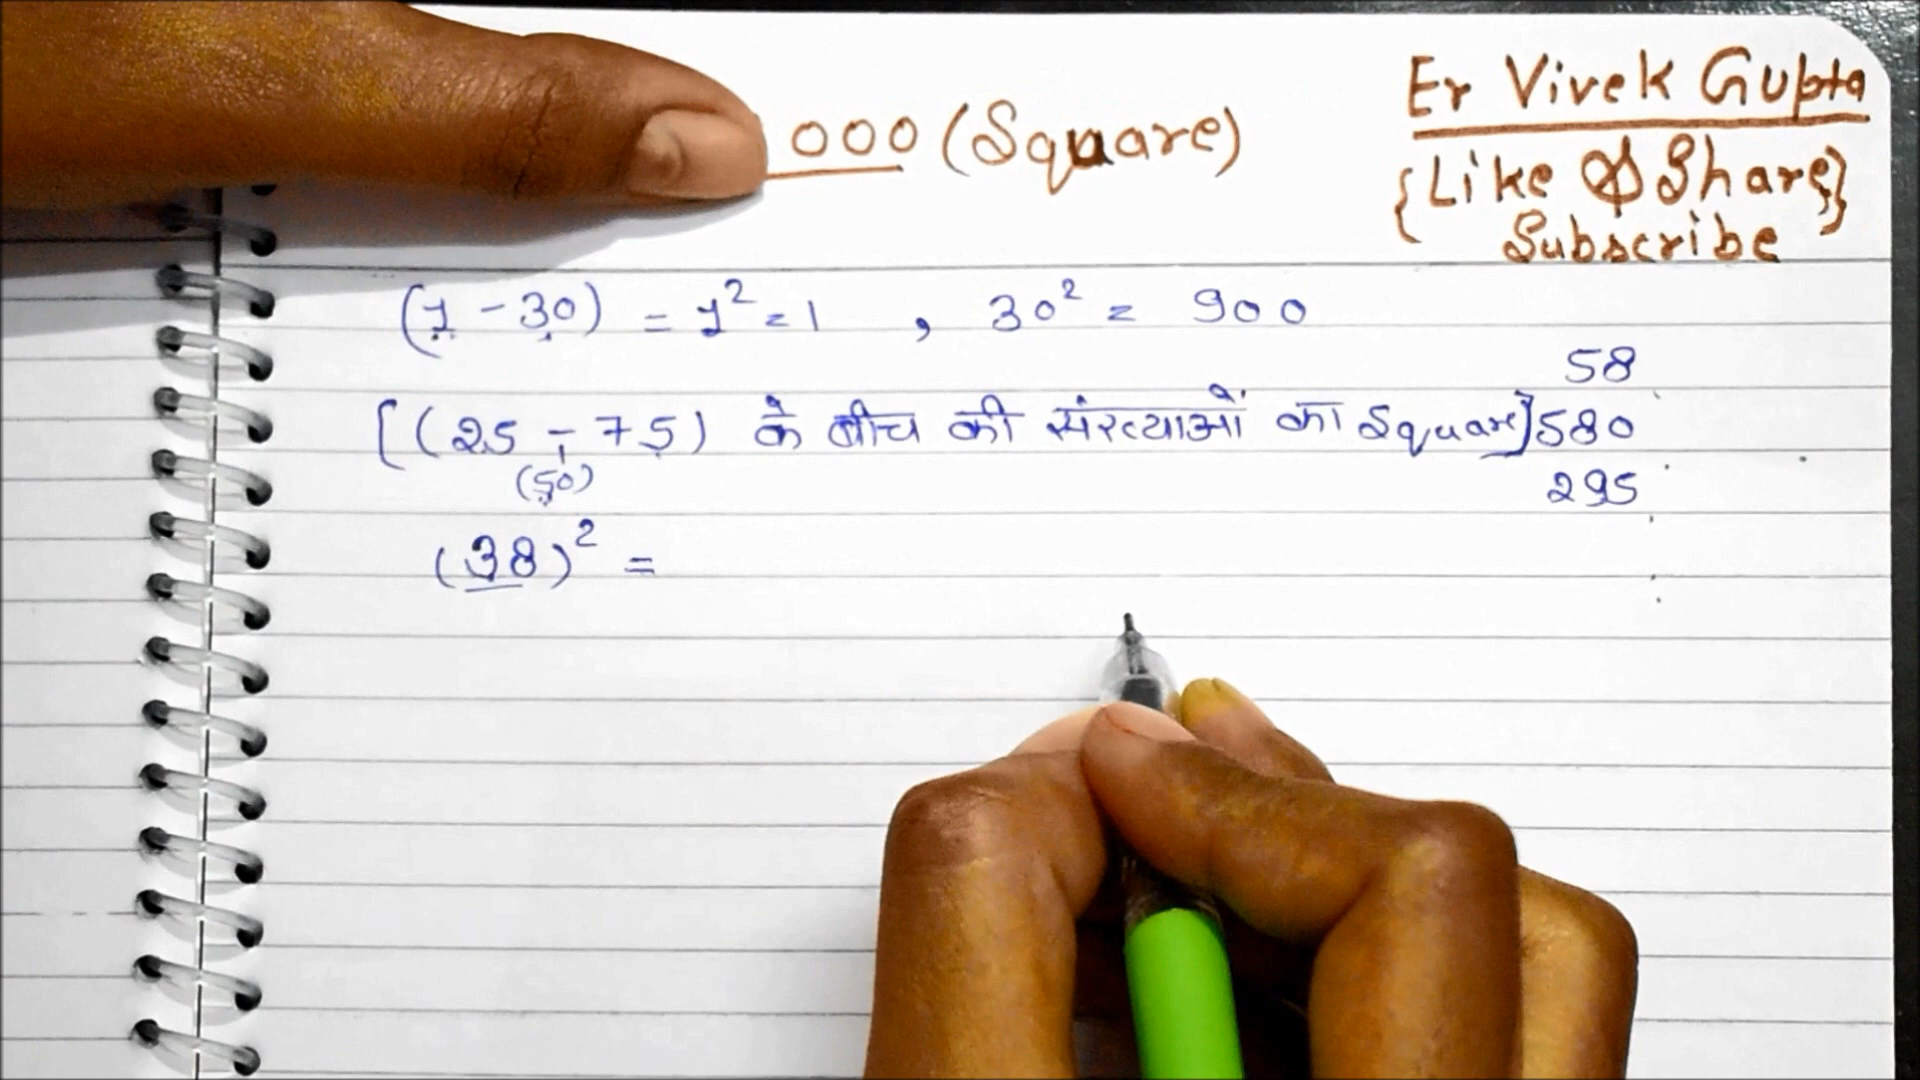 000 (Square)
Er Vivek Gupta
{Like & Share}
Subscribe
(1 - 30) = 1² = 1 , 30² = 900
58
[(25 - 75) के बीच की संख्याओं का Square] 580
(50)
295
(38)² =